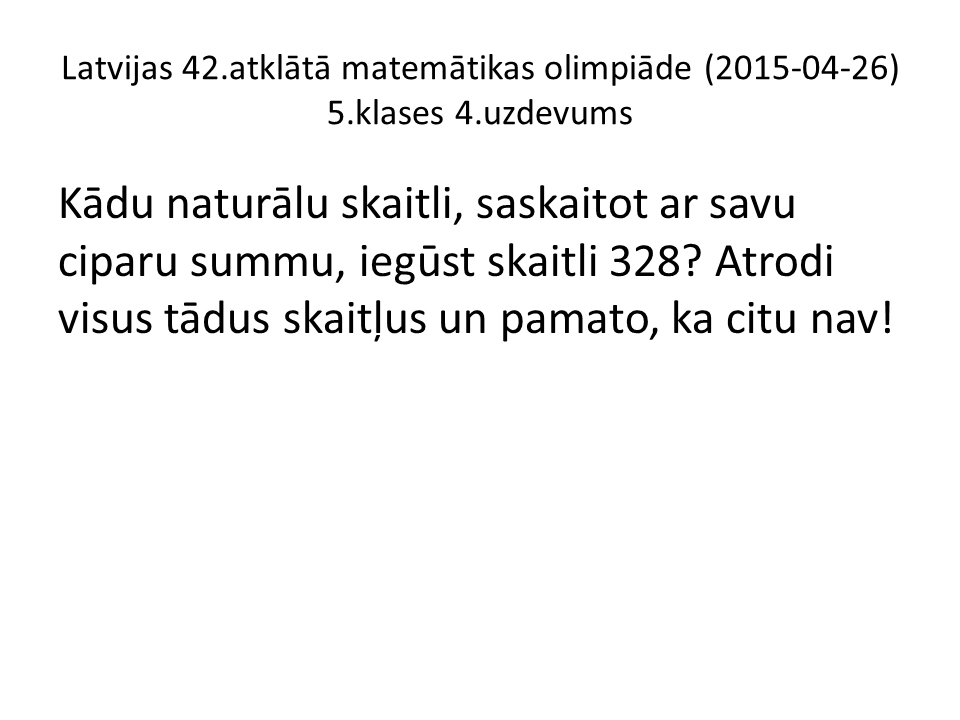 Latvijas 42.atklātā matemātikas olimpiāde (2015-04-26)
5.klases 4.uzdevums
Kādu naturālu skaitli, saskaitot ar savu
ciparu summu, iegūst skaitli 328? Atrodi
visus tādus skaitļus un pamato, ka citu nav!